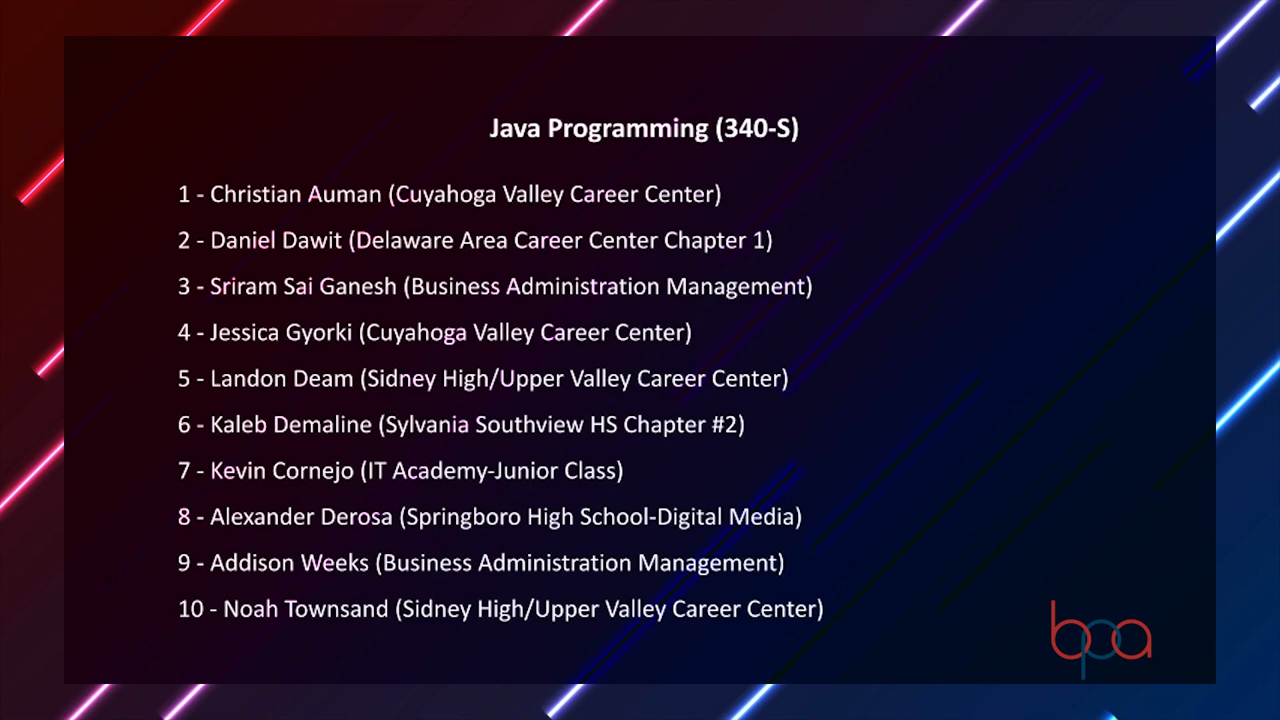 Java Programming (340-S)
1 - Christian Auman (Cuyahoga Valley Career Center)
2 - Daniel Dawit (Delaware Area Career Center Chapter 1)
3 - Sriram Sai Ganesh (Business Administration Management)
4 - Jessica Gyorki (Cuyahoga Valley Career Center)
5 - Landon Deam (Sidney High/Upper Valley Career Center)
6 - Kaleb Demaline (Sylvania Southview HS Chapter #2)
7 - Kevin Cornejo (IT Academy-Junior Class)
8 - Alexander Derosa (Springboro High School-Digital Media)
9 - Addison Weeks (Business Administration Management)
10 - Noah Townsand (Sidney High/Upper Valley Career Center)
bpa